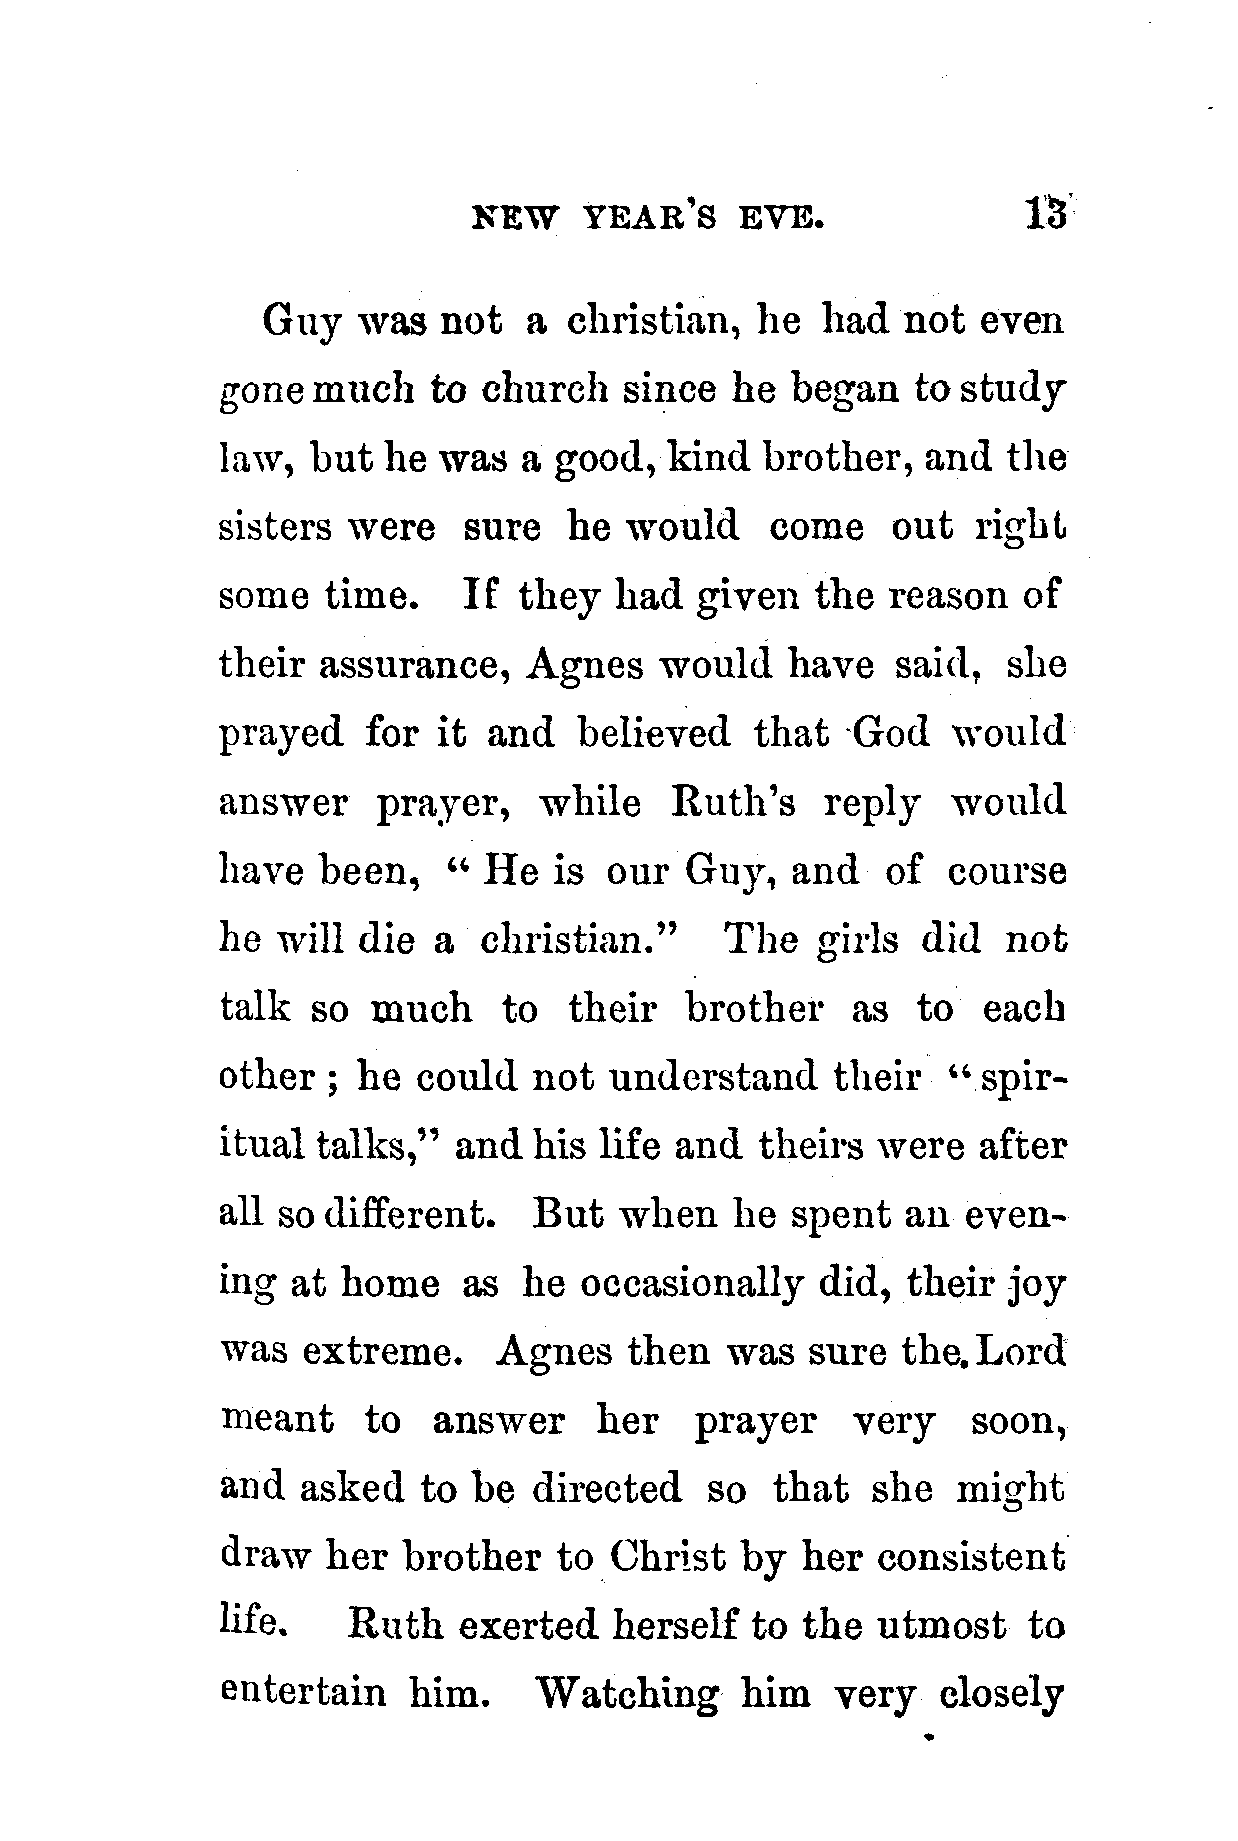 NEW YEAR'S EVE. 13
Guy was not a christian, he had not even
gone much to church since he began to study
law, but he was a good, kind brother, and the
sisters were sure he would come out right
some time. If they had given the reason of
their assurance, Agnes would have said, she
prayed for it and believed that God would
answer prayer, while Ruth's reply would
have been, " He is our Guy, and of course
he will die a christian." The girls did not
talk so much to their brother as to each
other ; he could not understand their " spir-
itual talks," and his life and theirs were after
all so different. But when he spent an even-
ing at home as he occasionally did, their joy
was extreme. Agnes then was sure the Lord
meant to answer her prayer very soon,
and asked to be directed so that she might
draw her brother to Christ by her consistent
life. Ruth exerted herself to the utmost to
entertain him. Watching him very closely